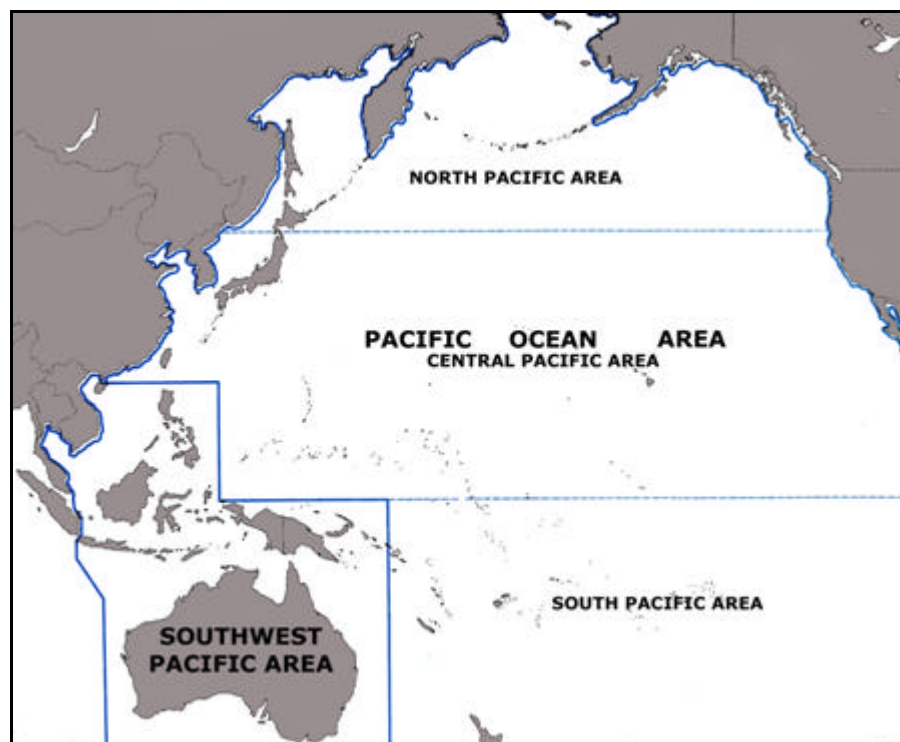 NORTH PACIFIC AREA
PACIFIC OCEAN AREA
CENTRAL PACIFIC AREA
SOUTH PACIFIC AREA
SOUTHWEST
PACIFIC AREA